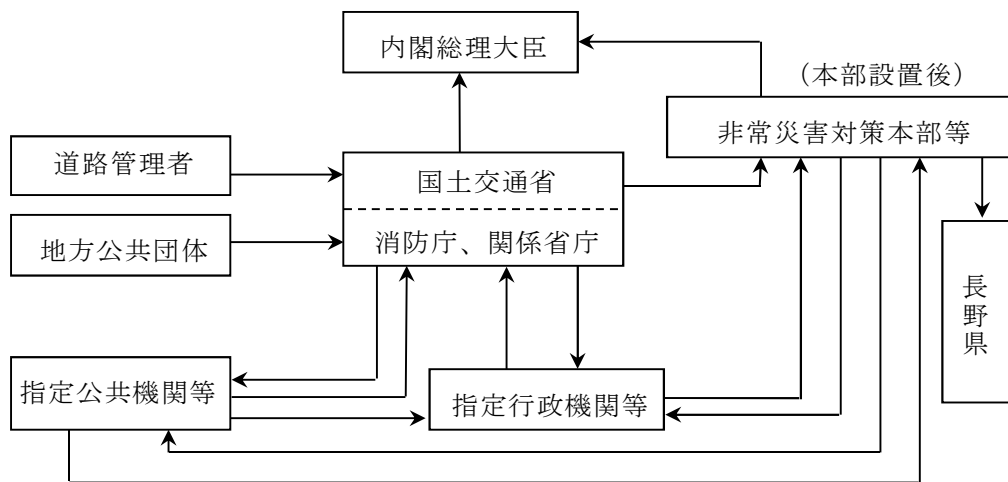 内閣総理大臣
（本部設置後）
非常災害対策本部等
道路管理者
国土交通省
地方公共団体
消防庁、関係省庁
長野県
指定公共機関等
指定行政機関等